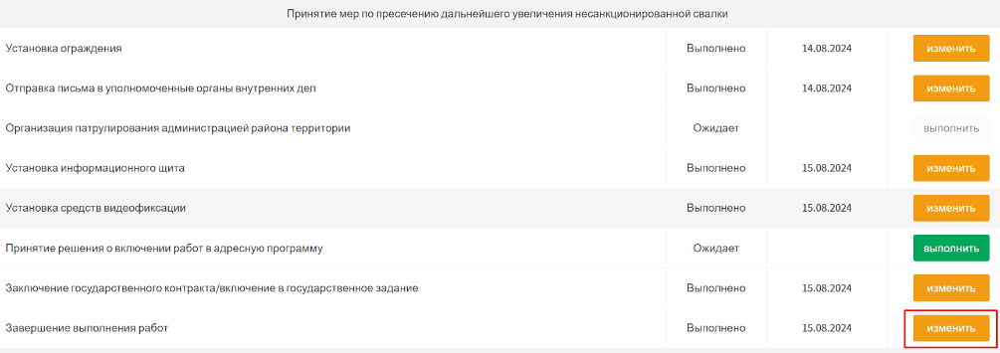 Принятие мер по пресечению дальнейшего увеличения несанкционированной свалки
Установка ограждения Выполнено 14.08.2024 изменить
Отправка письма в уполномоченные органы внутренних дел Выполнено 14.08.2024 изменить
Организация патрулирования администрацией района территории Ожидает выполнить
Установка информационного щита Выполнено 15.08.2024 изменить
Установка средств видеофиксации Выполнено 15.08.2024 изменить
Принятие решения о включении работ в адресную программу Ожидает выполнить
Заключение государственного контракта/включение в государственное задание Выполнено 15.08.2024 изменить
Завершение выполнения работ Выполнено 15.08.2024 изменить